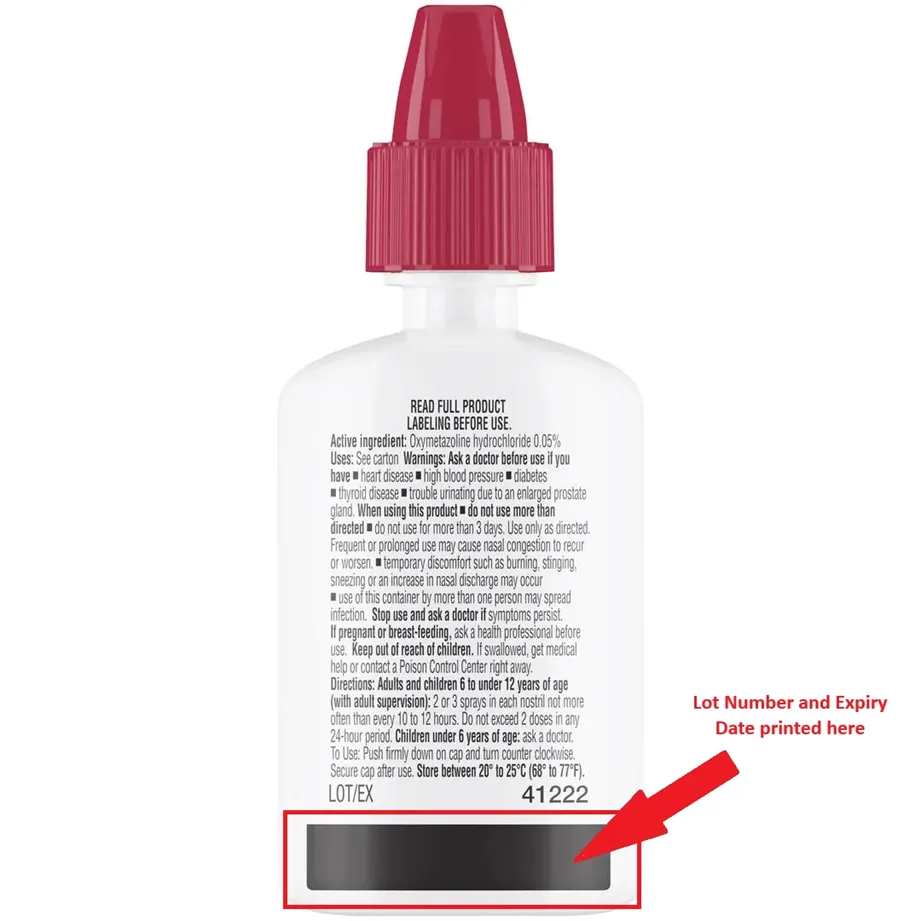 READ FULL PRODUCT
LABELING BEFORE USE.
Active ingredient: Oxymetazoline hydrochloride 0.05%
Uses: See carton Warnings: Ask a doctor before use if you
have ■ heart disease ■ high blood pressure ■ diabetes
■ thyroid disease ■ trouble urinating due to an enlarged prostate
gland. When using this product ■ do not use more than
directed ■ do not use for more than 3 days. Use only as directed.
Frequent or prolonged use may cause nasal congestion to recur
or worsen. ■ temporary discomfort such as burning, stinging,
sneezing or an increase in nasal discharge may occur
■ use of this container by more than one person may spread
infection. Stop use and ask a doctor if symptoms persist.
If pregnant or breast-feeding, ask a health professional before
use. Keep out of reach of children. If swallowed, get medical
help or contact a Poison Control Center right away.
Directions: Adults and children 6 to under 12 years of age
(with adult supervision): 2 or 3 sprays in each nostril not more
often than every 10 to 12 hours. Do not exceed 2 doses in any
24-hour period. Children under 6 years of age: ask a doctor.
To Use: Push firmly down on cap and turn counter clockwise.
Secure cap after use. Store between 20° to 25°C (68° to 77°F).
LOT/EX 41222
Lot Number and Expiry
Date printed here